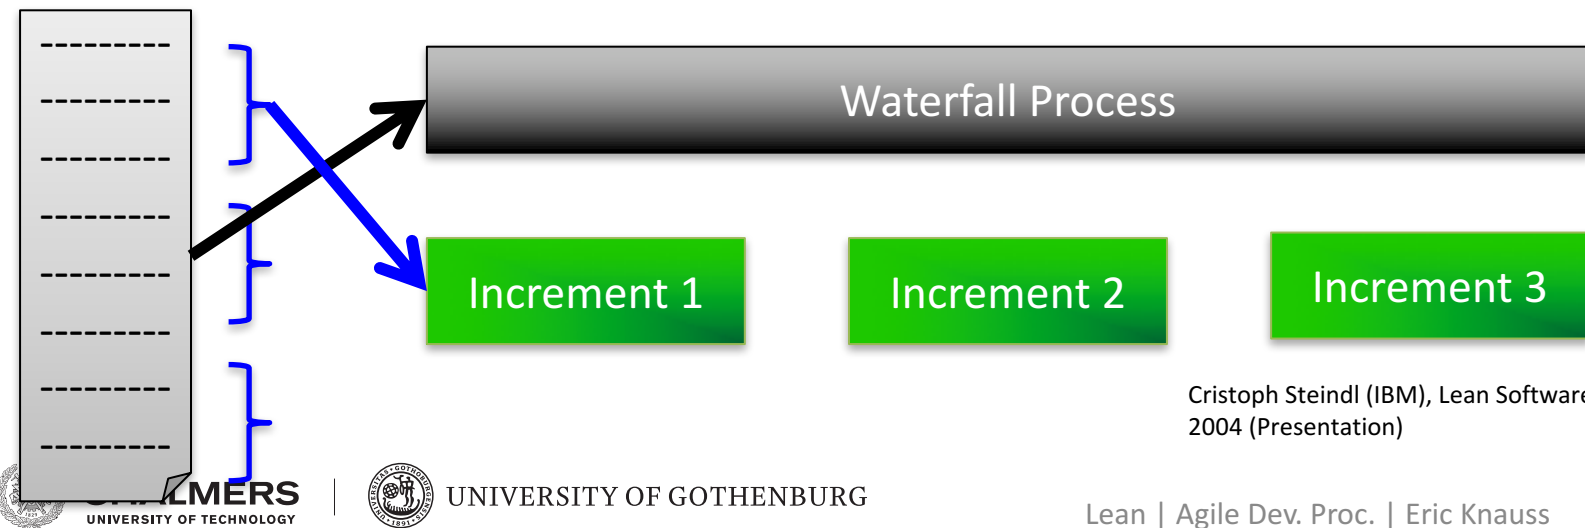 Waterfall Process
Increment 1
Increment 2
Increment 3
Cristoph Steindl (IBM), Lean Software
2004 (Presentation)
LMERS
UNIVERSITY OF TECHNOLOGY
UNIVERSITY OF GOTHENBURG
Lean | Agile Dev. Proc. | Eric Knauss